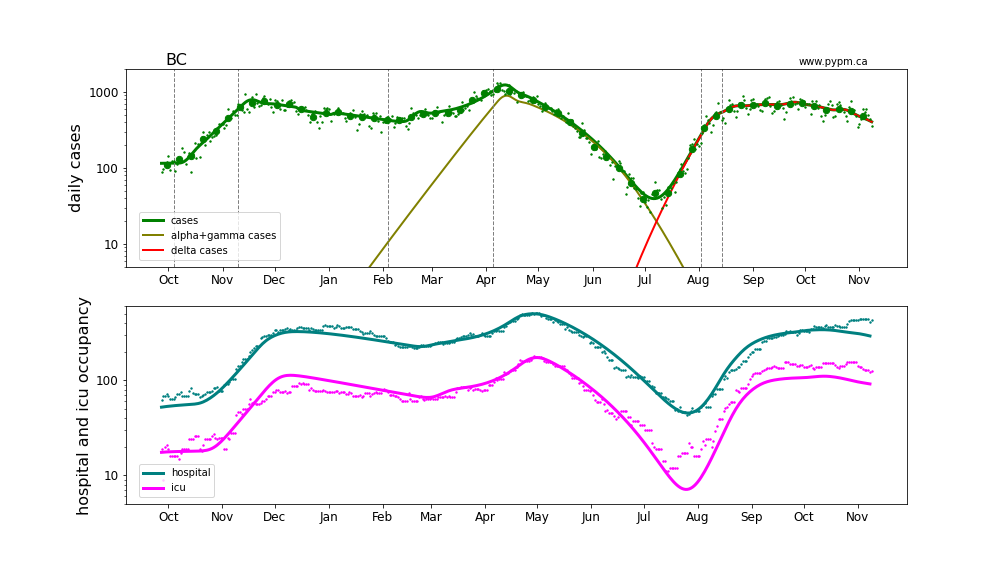 BC
www.pypm.ca
daily cases
1000
100
10
cases
alpha+gamma cases
delta cases
Oct Nov Dec Jan Feb Mar Apr May Jun Jul Aug Sep Oct Nov
hospital and icu occupancy
100
10
hospital
icu
Oct Nov Dec Jan Feb Mar Apr May Jun Jul Aug Sep Oct Nov